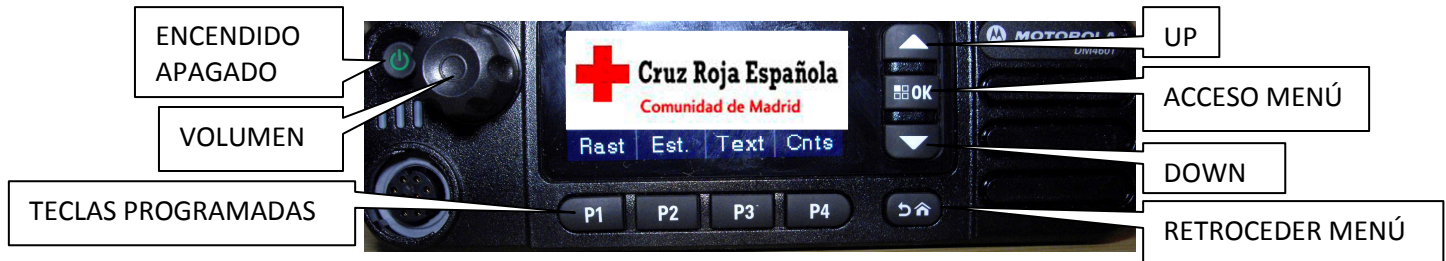 ENCENDIDO
APAGADO
VOLUMEN
TECLAS PROGRAMADAS
Cruz Roja Española
Comunidad de Madrid
Rast Est. Text Cnts
P1 P2 P3 P4
OK
MOTOROLA
DM4601
UP
ACCESO MENÚ
DOWN
RETROCEDER MENÚ